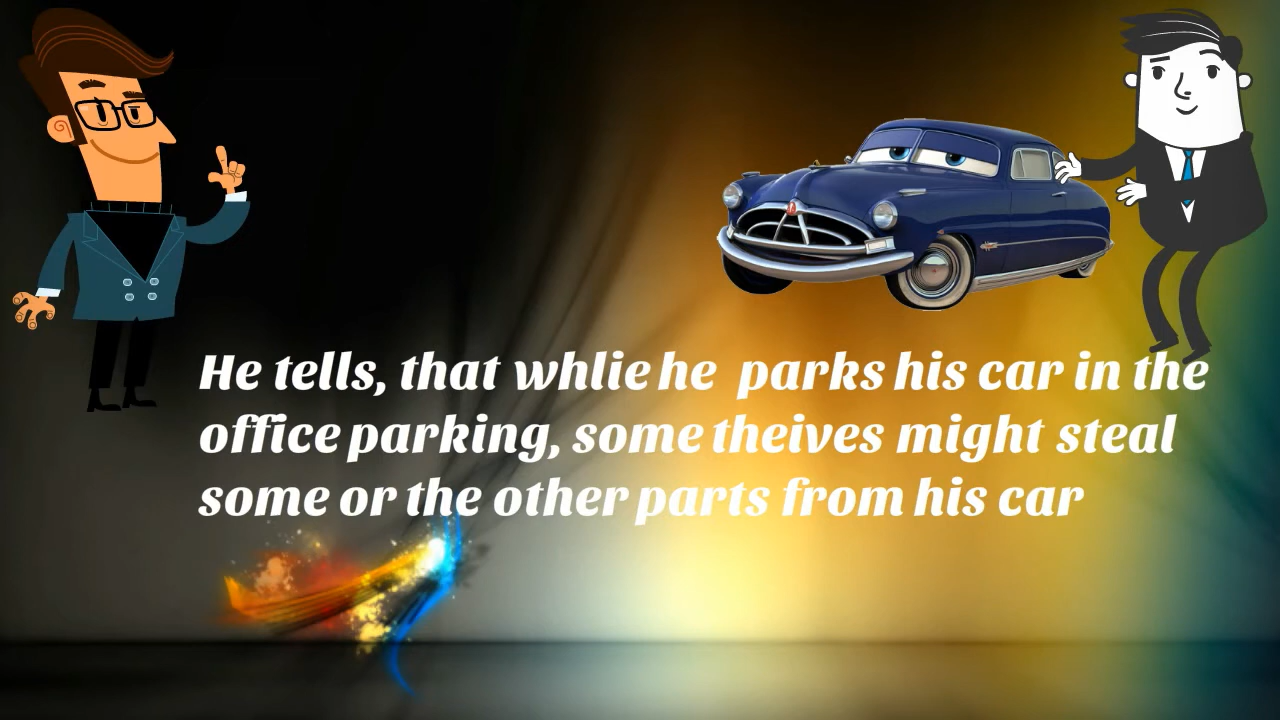 He tells, that whlie he parks his car in the
office parking, some theives might steal
some or the other parts from his car